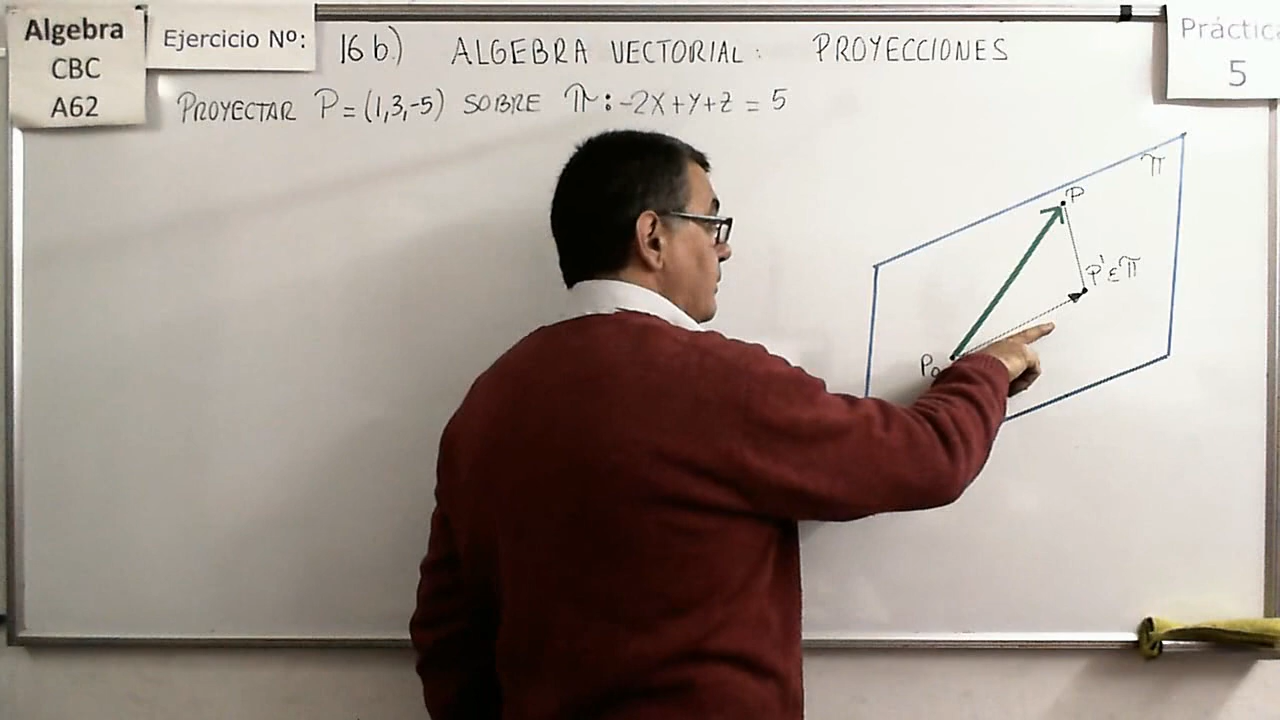 Algebra
CBC
A62
Ejercicio Nº:
16 b.) ALGEBRA VECTORIAL: PROYECCIONES
Práctica
5
PROYECTAR P = (1,3,-5) SOBRE π: -2X+Y+Z = 5
π
P
P' ε π
P₀